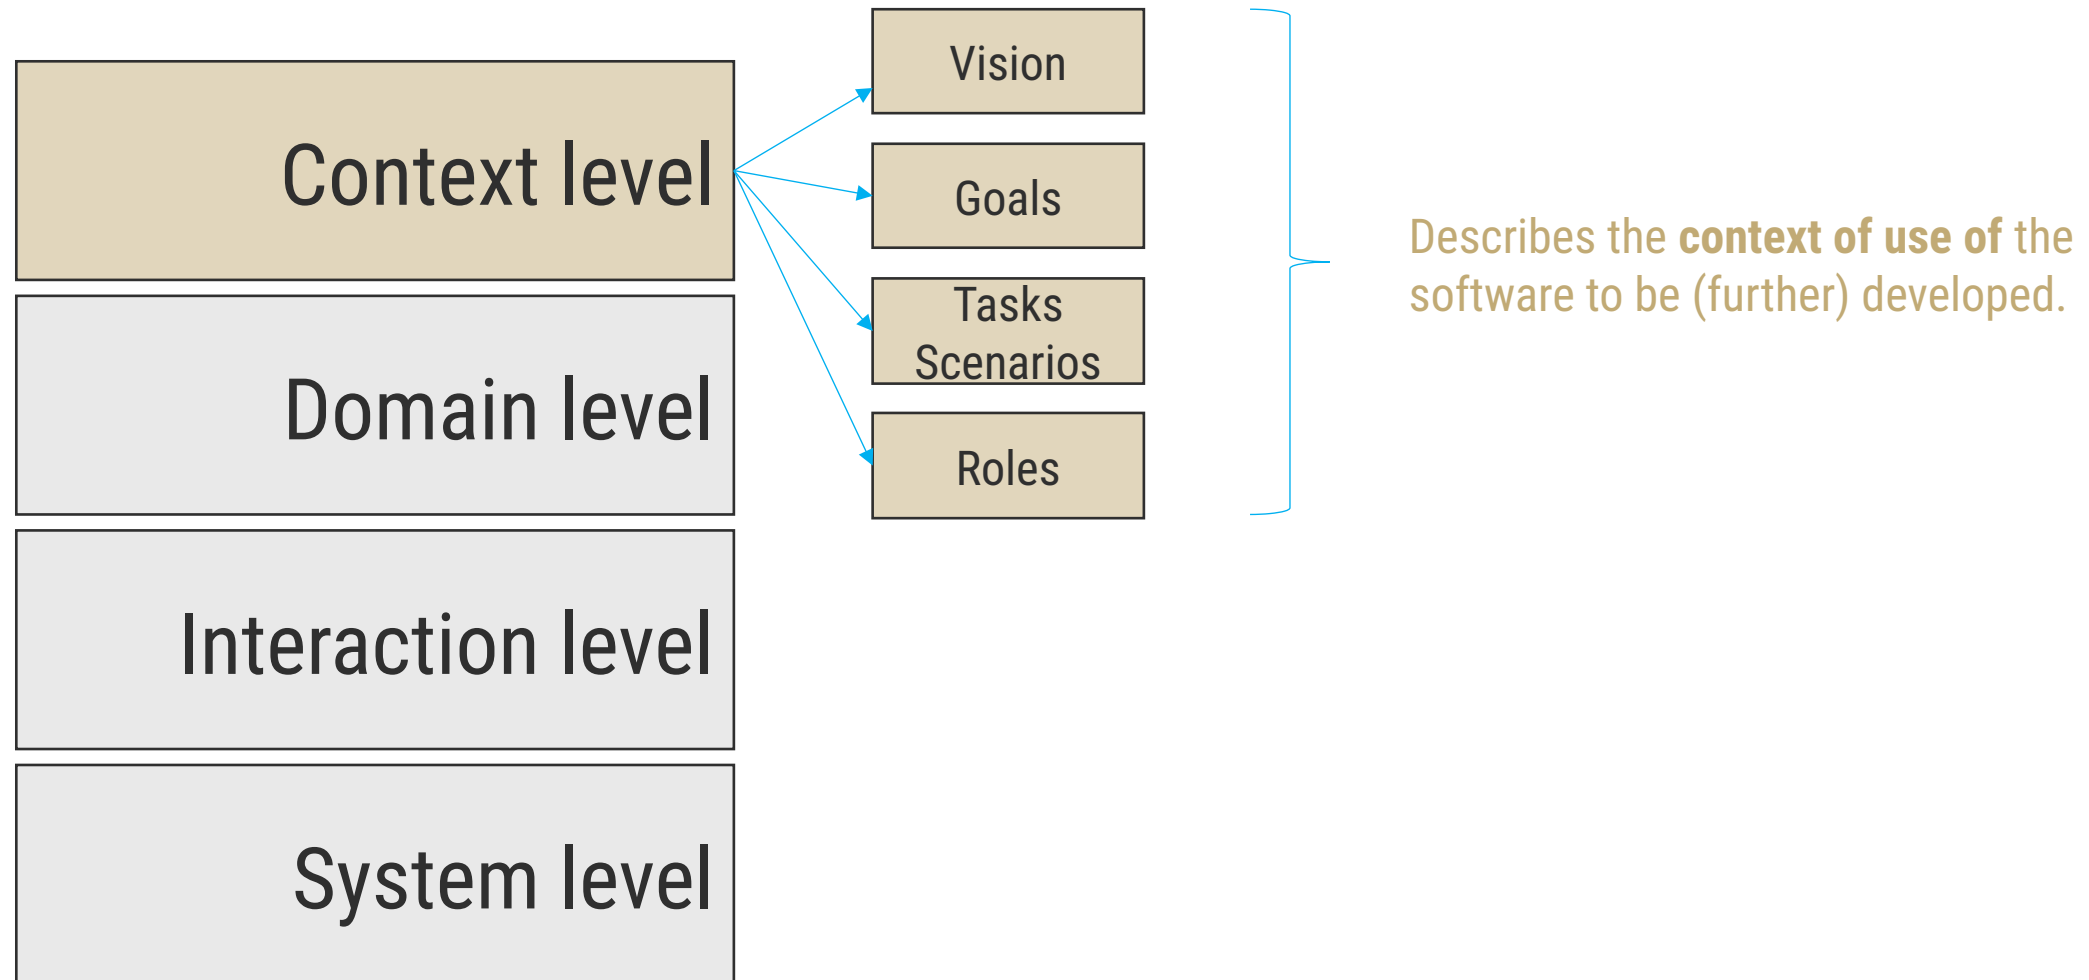 Context level
Domain level
Interaction level
System level
Vision
Goals
Tasks
Scenarios
Roles
Describes the context of use of the
software to be (further) developed.